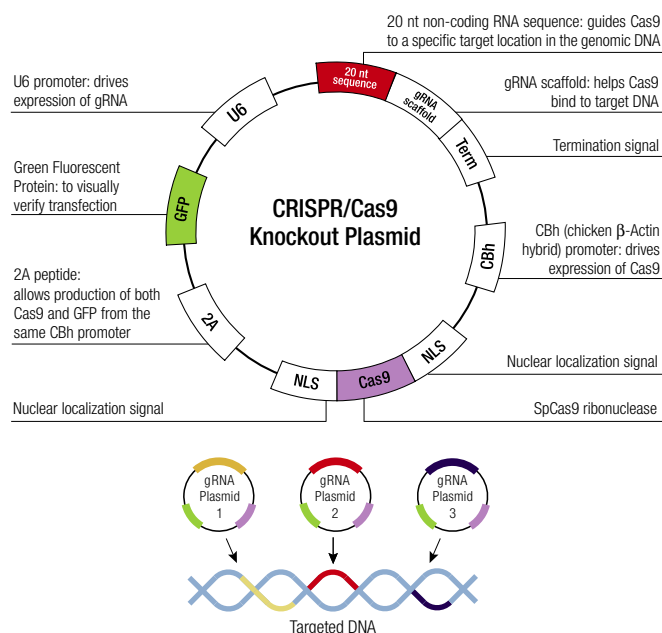 20 nt non-coding RNA sequence: guides Cas9
to a specific target location in the genomic DNA
U6 promoter: drives
expression of gRNA
gRNA scaffold: helps Cas9
bind to target DNA
Termination signal
Green Fluorescent
Protein: to visually
verify transfection
CBh (chicken β-Actin
hybrid) promoter: drives
expression of Cas9
2A peptide:
allows production of both
Cas9 and GFP from the
same CBh promoter
Nuclear localization signal
Nuclear localization signal
SpCas9 ribonuclease
20 nt
sequence
gRNA
scaffold
Term
CBh
NLS
Cas9
NLS
2A
GFP
U6
CRISPR/Cas9
Knockout Plasmid
gRNA
Plasmid
1
gRNA
Plasmid
2
gRNA
Plasmid
3
Targeted DNA